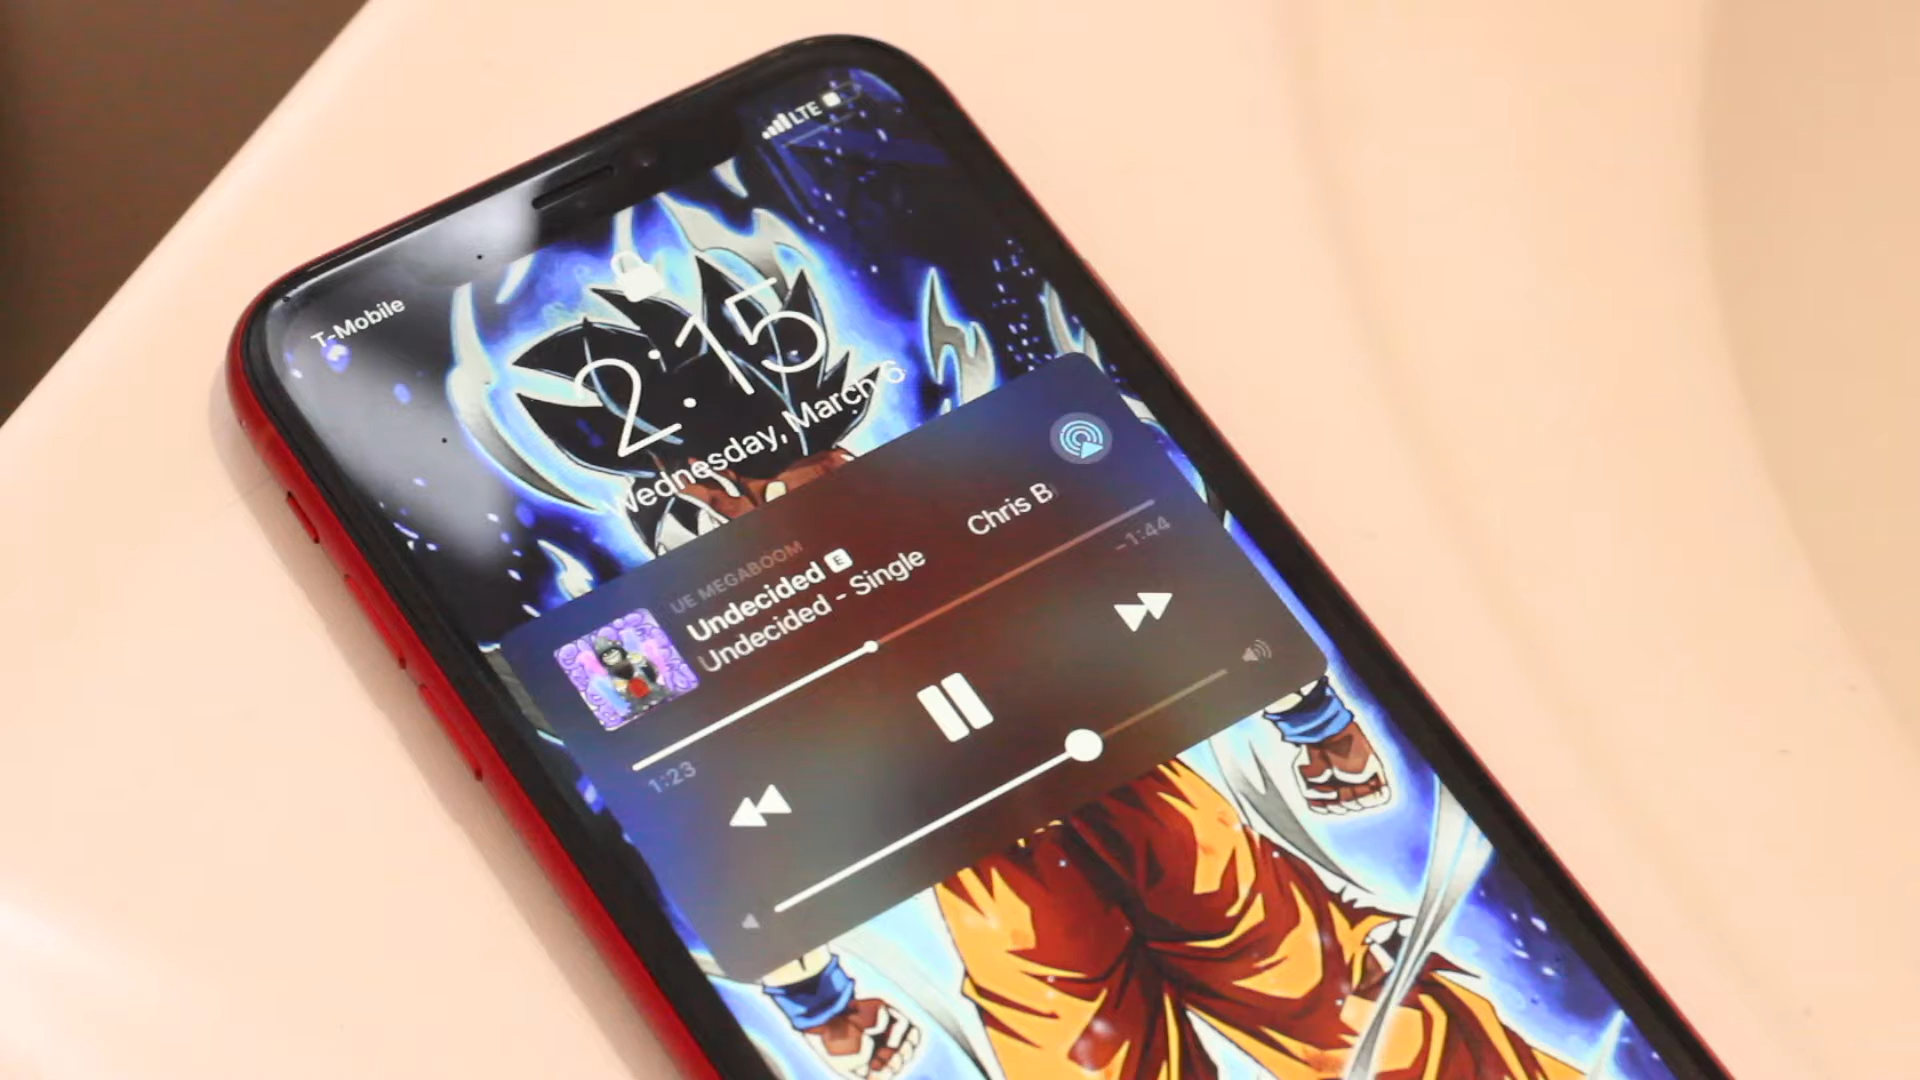 T-Mobile
LTE
2:15
Wednesday, March 6
UE MEGABOOM
Undecided E
Undecided - Single
Chris B
1:23
-1:44